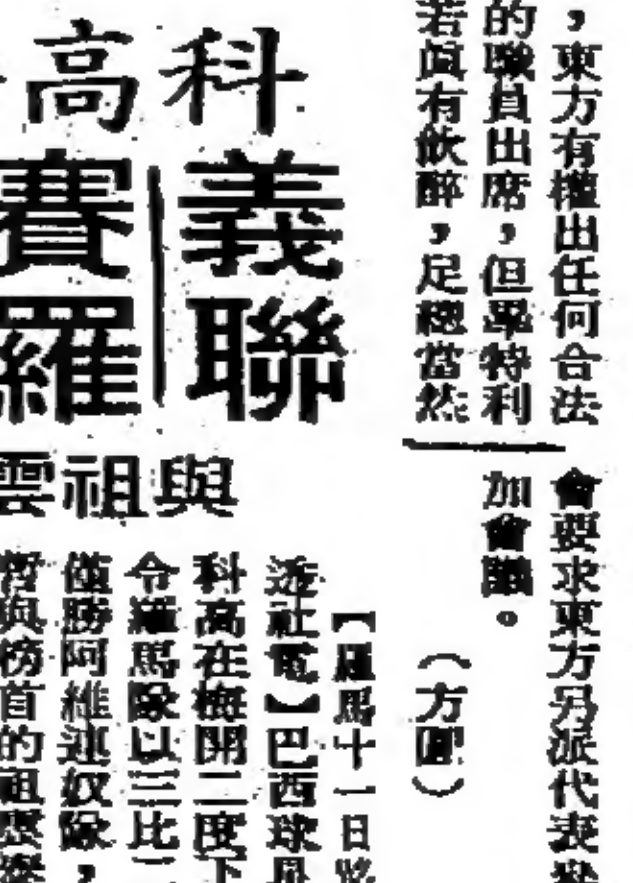 ，東方有權出任何合法
的職員出席，但畢特利
若眞有飲醉，足總當然
會要求東方另派代表參
加會議。
（方圓）
科高
義聯
賽羅
與祖雲
【羅馬十一日路
透社電】巴西球星
科高在梅開二度下
令羅馬隊以三比二
僅勝阿維連奴隊，
暫與榜首的祖雲